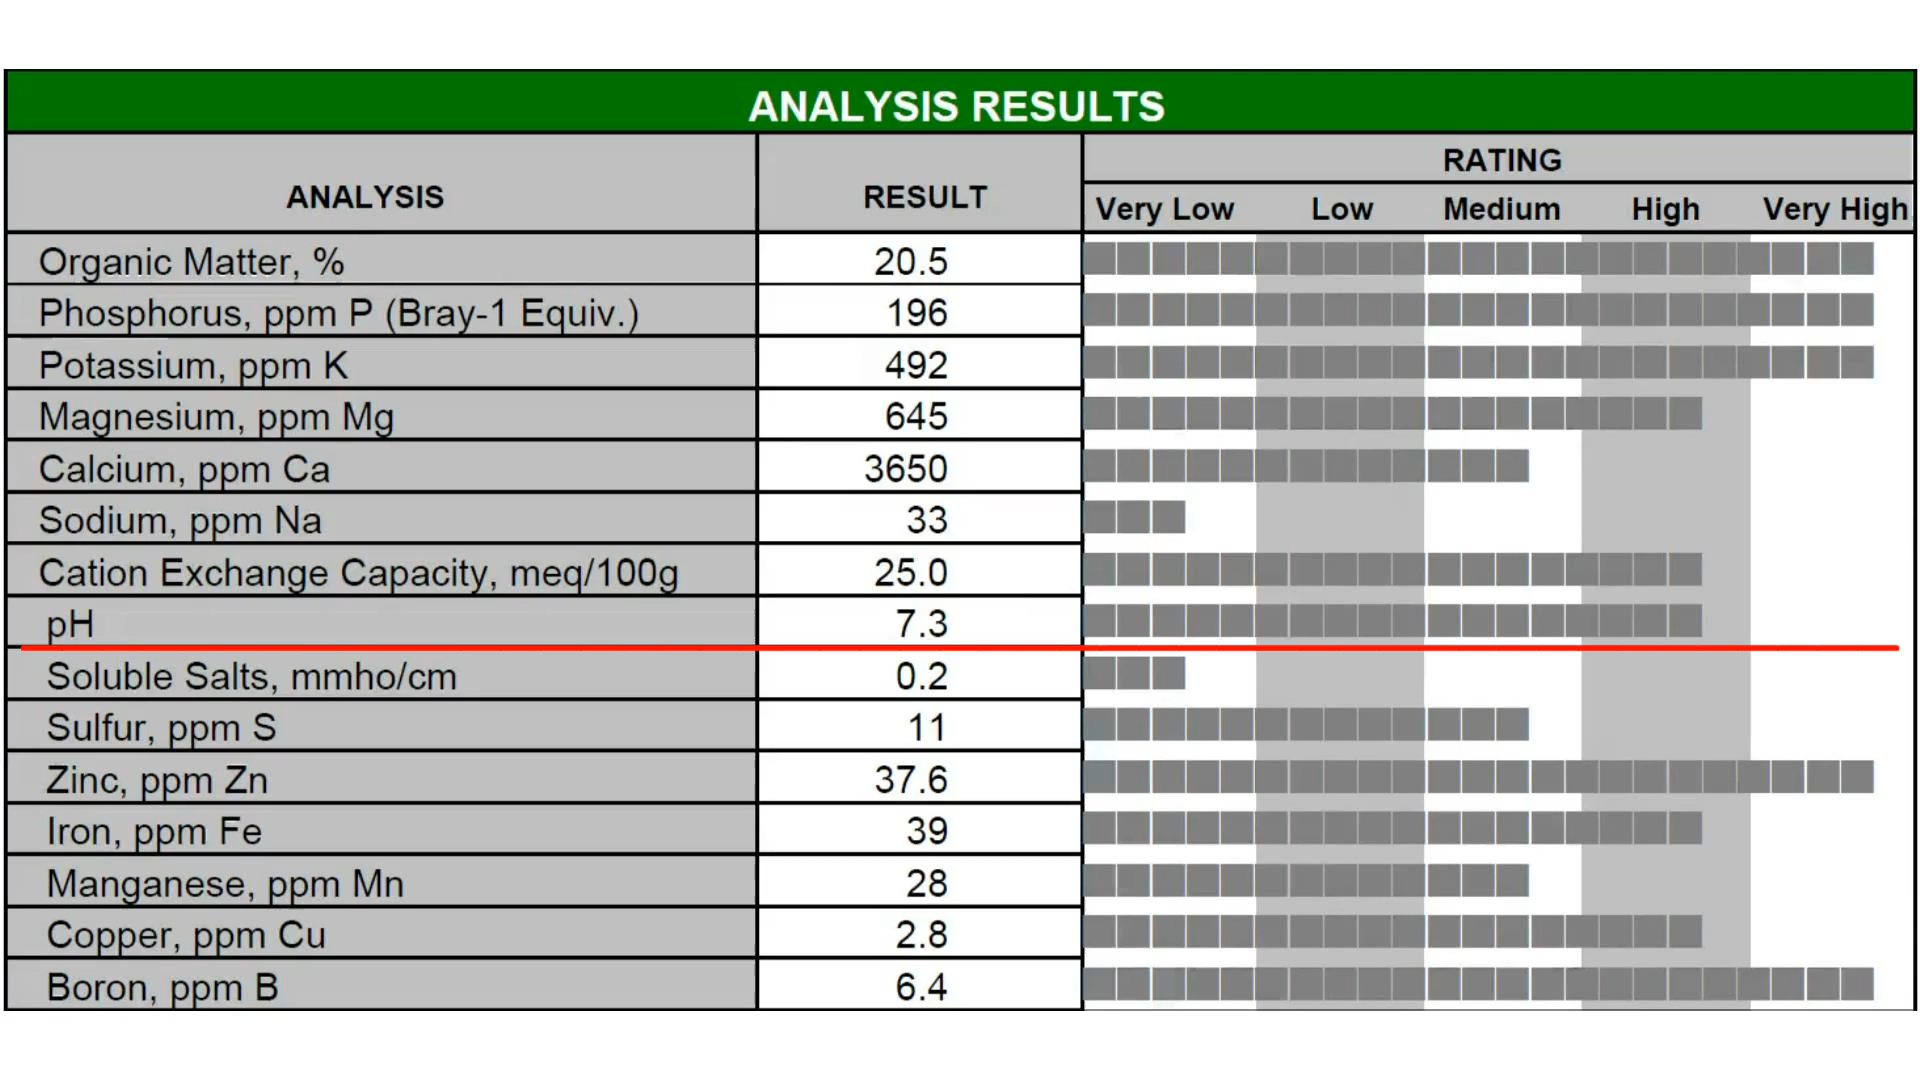 ANALYSIS RESULTS
ANALYSIS RESULT RATING
Very Low Low Medium High Very High
Organic Matter, % 20.5
Phosphorus, ppm P (Bray-1 Equiv.) 196
Potassium, ppm K 492
Magnesium, ppm Mg 645
Calcium, ppm Ca 3650
Sodium, ppm Na 33
Cation Exchange Capacity, meq/100g 25.0
pH 7.3
Soluble Salts, mmho/cm 0.2
Sulfur, ppm S 11
Zinc, ppm Zn 37.6
Iron, ppm Fe 39
Manganese, ppm Mn 28
Copper, ppm Cu 2.8
Boron, ppm B 6.4